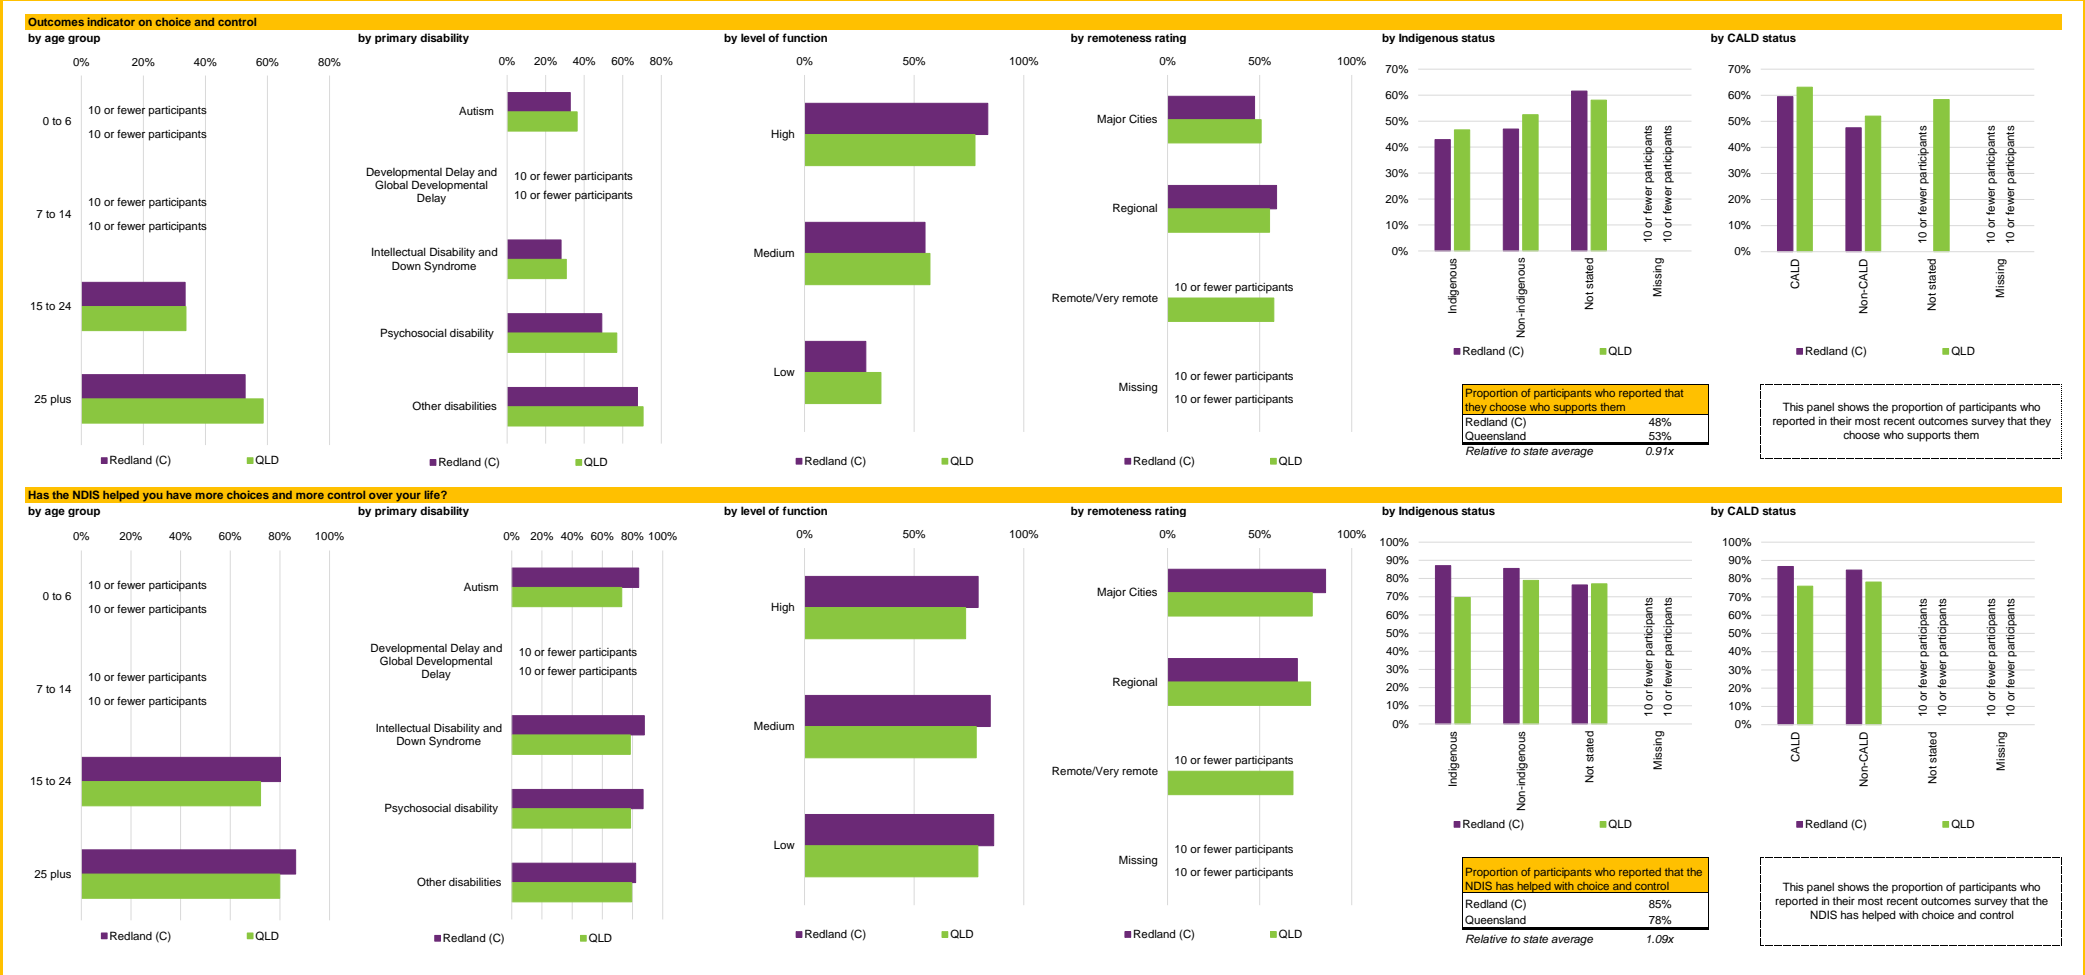 Outcomes indicator on choice and control
by age group
0% 20% 40% 60% 80%
0 to 6
10 or fewer participants
10 or fewer participants
7 to 14
10 or fewer participants
10 or fewer participants
15 to 24
25 plus
Redland (C) QLD
by primary disability
0% 20% 40% 60% 80%
Autism
Developmental Delay and
Global Developmental
Delay
10 or fewer participants
10 or fewer participants
Intellectual Disability and
Down Syndrome
Psychosocial disability
Other disabilities
Redland (C) QLD
by level of function
0% 50% 100%
High
Medium
Low
Redland (C) QLD
by remoteness rating
0% 50% 100%
Major Cities
Regional
Remote/Very remote
10 or fewer participants
Missing
10 or fewer participants
10 or fewer participants
Redland (C) QLD
by Indigenous status
70%
60%
50%
40%
30%
20%
10%
0%
10 or fewer participants
10 or fewer participants
Indigenous
Non-indigenous
Not stated
Missing
Redland (C) QLD
by CALD status
70%
60%
50%
40%
30%
20%
10%
0%
10 or fewer participants
10 or fewer participants
10 or fewer participants
CALD
Non-CALD
Not stated
Missing
Redland (C) QLD
Proportion of participants who reported that
they choose who supports them
Redland (C) 48%
Queensland 53%
Relative to state average 0.91x
This panel shows the proportion of participants who
reported in their most recent outcomes survey that they
choose who supports them
Has the NDIS helped you have more choices and more control over your life?
by age group
0% 20% 40% 60% 80% 100%
0 to 6
10 or fewer participants
10 or fewer participants
7 to 14
10 or fewer participants
10 or fewer participants
15 to 24
25 plus
Redland (C) QLD
by primary disability
0% 20% 40% 60% 80% 100%
Autism
Developmental Delay and
Global Developmental
Delay
10 or fewer participants
10 or fewer participants
Intellectual Disability and
Down Syndrome
Psychosocial disability
Other disabilities
Redland (C) QLD
by level of function
0% 50% 100%
High
Medium
Low
Redland (C) QLD
by remoteness rating
0% 50% 100%
Major Cities
Regional
Remote/Very remote
10 or fewer participants
Missing
10 or fewer participants
10 or fewer participants
Redland (C) QLD
by Indigenous status
100%
90%
80%
70%
60%
50%
40%
30%
20%
10%
0%
10 or fewer participants
10 or fewer participants
Indigenous
Non-indigenous
Not stated
Missing
Redland (C) QLD
by CALD status
100%
90%
80%
70%
60%
50%
40%
30%
20%
10%
0%
10 or fewer participants
10 or fewer participants
10 or fewer participants
10 or fewer participants
CALD
Non-CALD
Not stated
Missing
Redland (C) QLD
Proportion of participants who reported that the
NDIS has helped with choice and control
Redland (C) 85%
Queensland 78%
Relative to state average 1.09x
This panel shows the proportion of participants who
reported in their most recent outcomes survey that the
NDIS has helped with choice and control